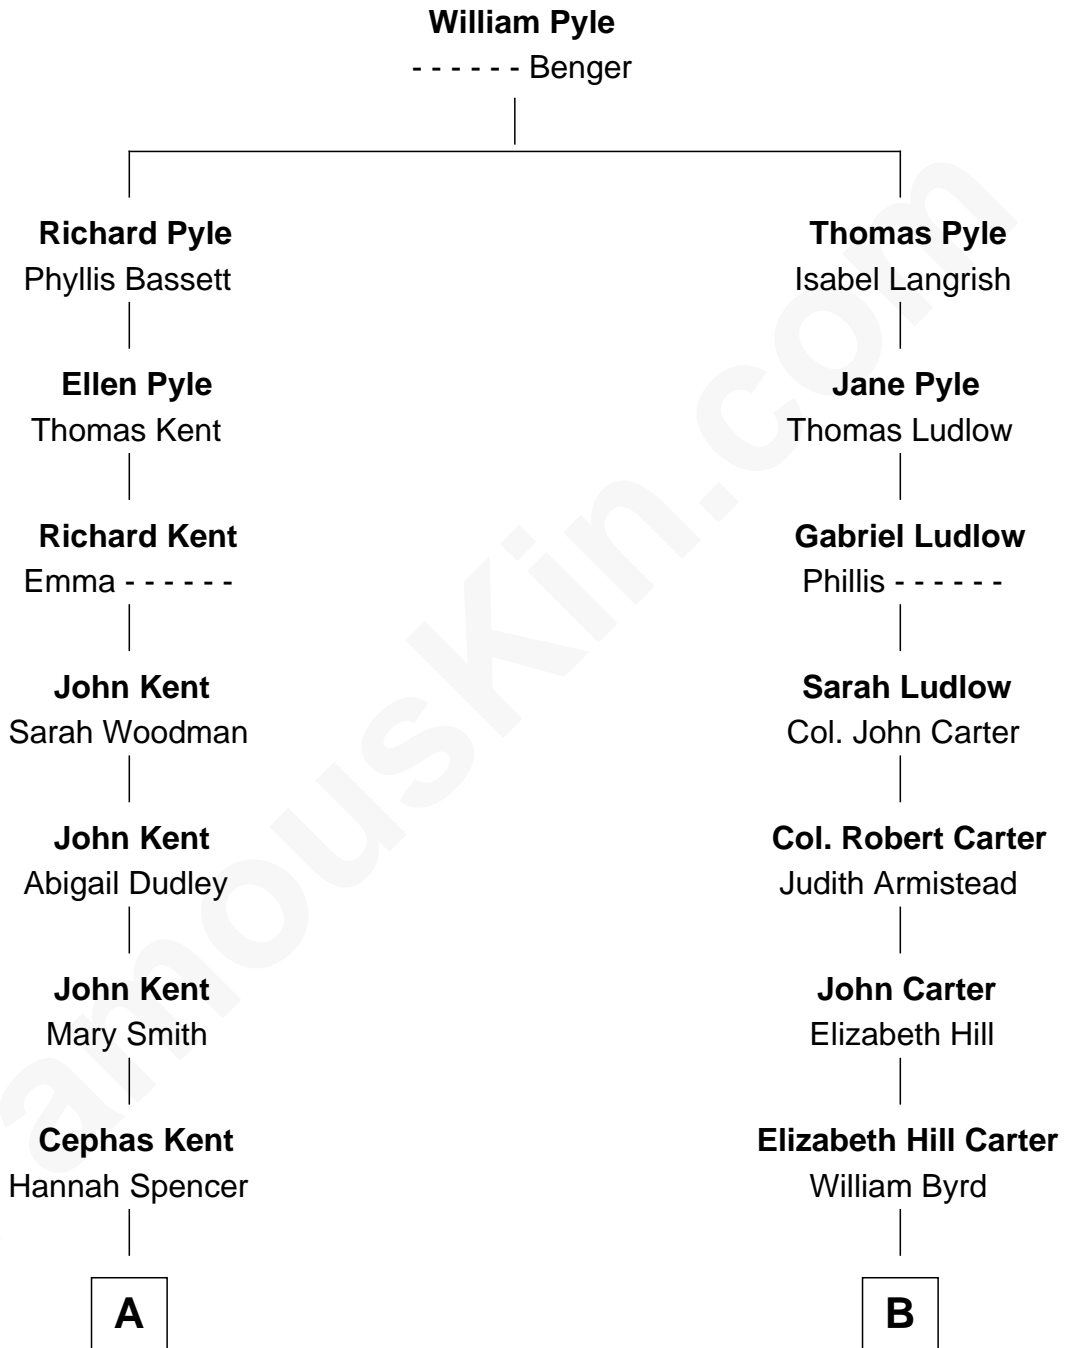 William Pyle
- - - - - - Benger
Richard Pyle
Phyllis Bassett
Thomas Pyle
Isabel Langrish
Ellen Pyle
Thomas Kent
Jane Pyle
Thomas Ludlow
Richard Kent
Emma - - - - - -
Gabriel Ludlow
Phillis - - - - - -
John Kent
Sarah Woodman
Sarah Ludlow
Col. John Carter
John Kent
Abigail Dudley
Col. Robert Carter
Judith Armistead
John Kent
Mary Smith
John Carter
Elizabeth Hill
Cephas Kent
Hannah Spencer
Elizabeth Hill Carter
William Byrd
A
B
amouskin.com